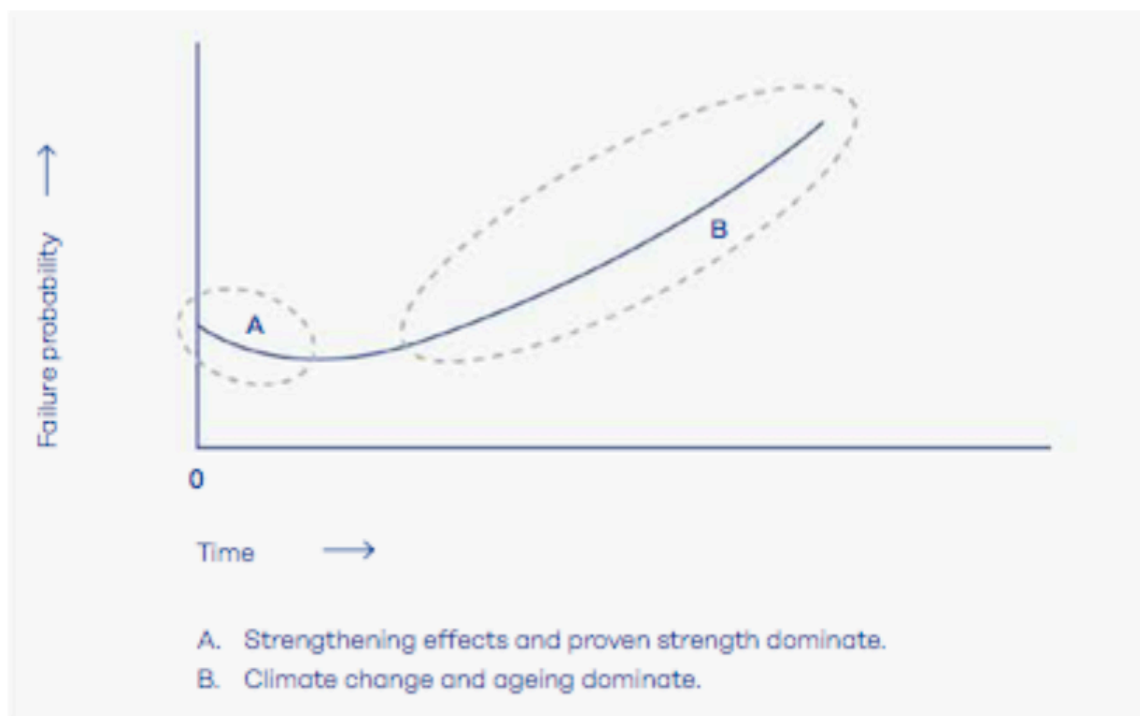 Failure probability
A
B
0
Time
A. Strengthening effects and proven strength dominate.
B. Climate change and ageing dominate.